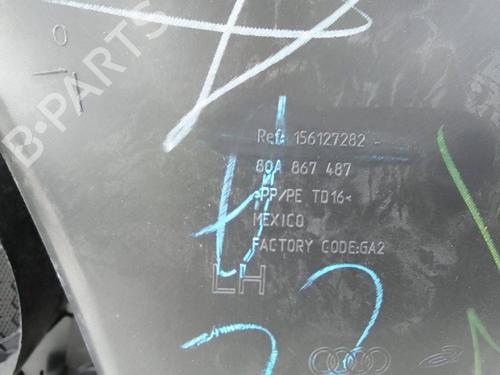 B-PARTS
Ref: 156127282 -
80A 867 487
>PP/PE TD16<
MEXICO
FACTORY CODE:GA2
LH